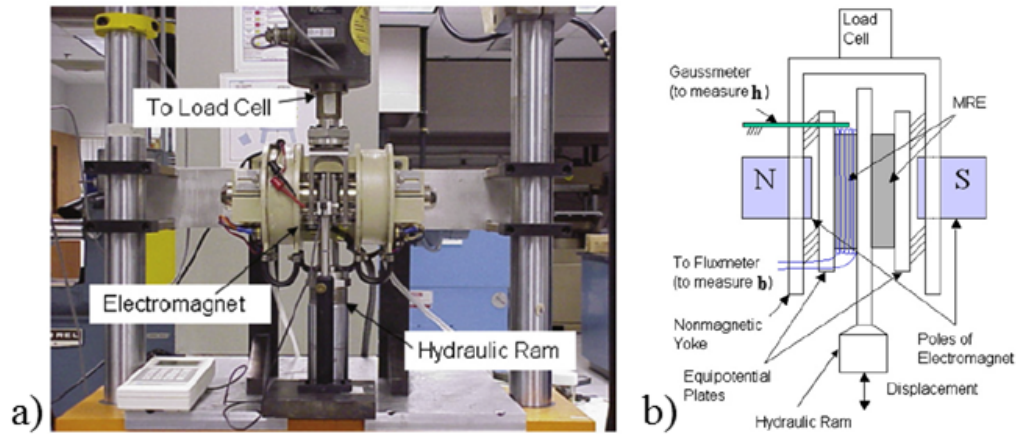 To Load Cell
Electromagnet
Hydraulic Ram
a)
Load
Cell
Gaussmeter
(to measure h)
MRE
N
S
To Fluxmeter
(to measure b)
Nonmagnetic
Yoke
Equipotential
Plates
Poles of
Electromagnet
Displacement
Hydraulic Ram
b)